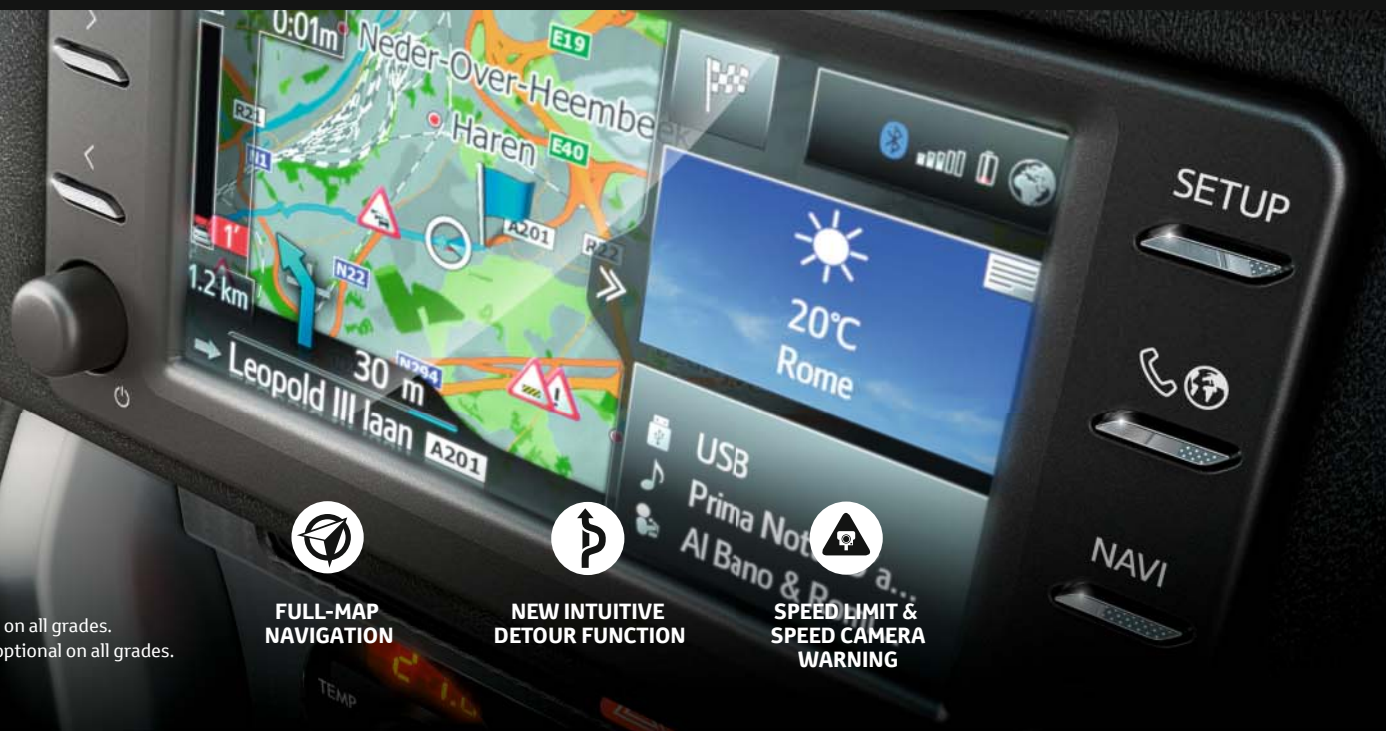 0:01m
Neder-Over-Heembeek
Haren
E19
E40
R21
N1
A201
R22
N22
1'
1.2 km
30 m
N294
Leopold III laan
A201
20°C
Rome
USB
Prima Not
a...
Al Bano &
SETUP
NAVI
TEMP
FULL-MAP
NAVIGATION
NEW INTUITIVE
DETOUR FUNCTION
SPEED LIMIT &
SPEED CAMERA
WARNING
on all grades.
optional on all grades.